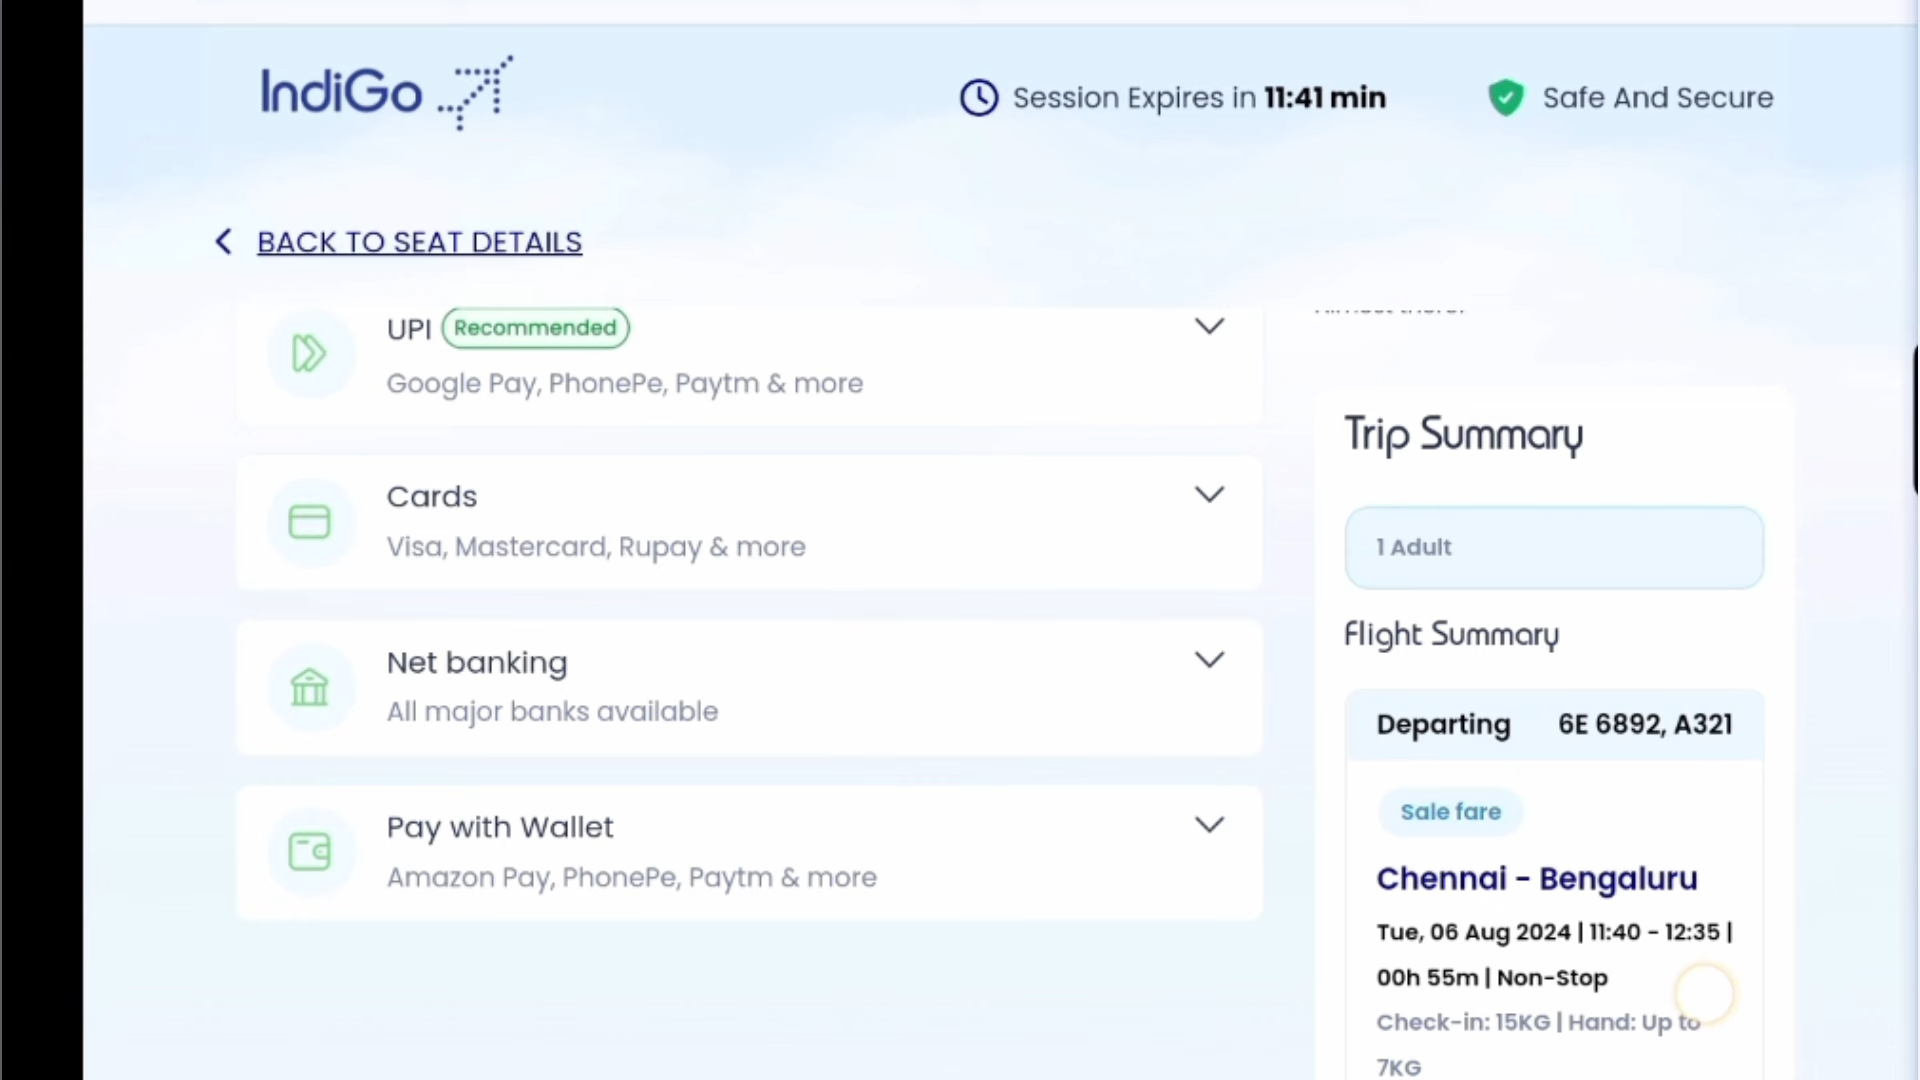 IndiGo
Session Expires in 11:41 min
Safe And Secure
BACK TO SEAT DETAILS
UPI Recommended
Google Pay, PhonePe, Paytm & more
Cards
Visa, Mastercard, Rupay & more
Net banking
All major banks available
Pay with Wallet
Amazon Pay, PhonePe, Paytm & more
Trip Summary
1 Adult
Flight Summary
Departing 6E 6892, A321
Sale fare
Chennai - Bengaluru
Tue, 06 Aug 2024 | 11:40 - 12:35 |
00h 55m | Non-Stop
Check-in: 15KG | Hand: Up to
7KG